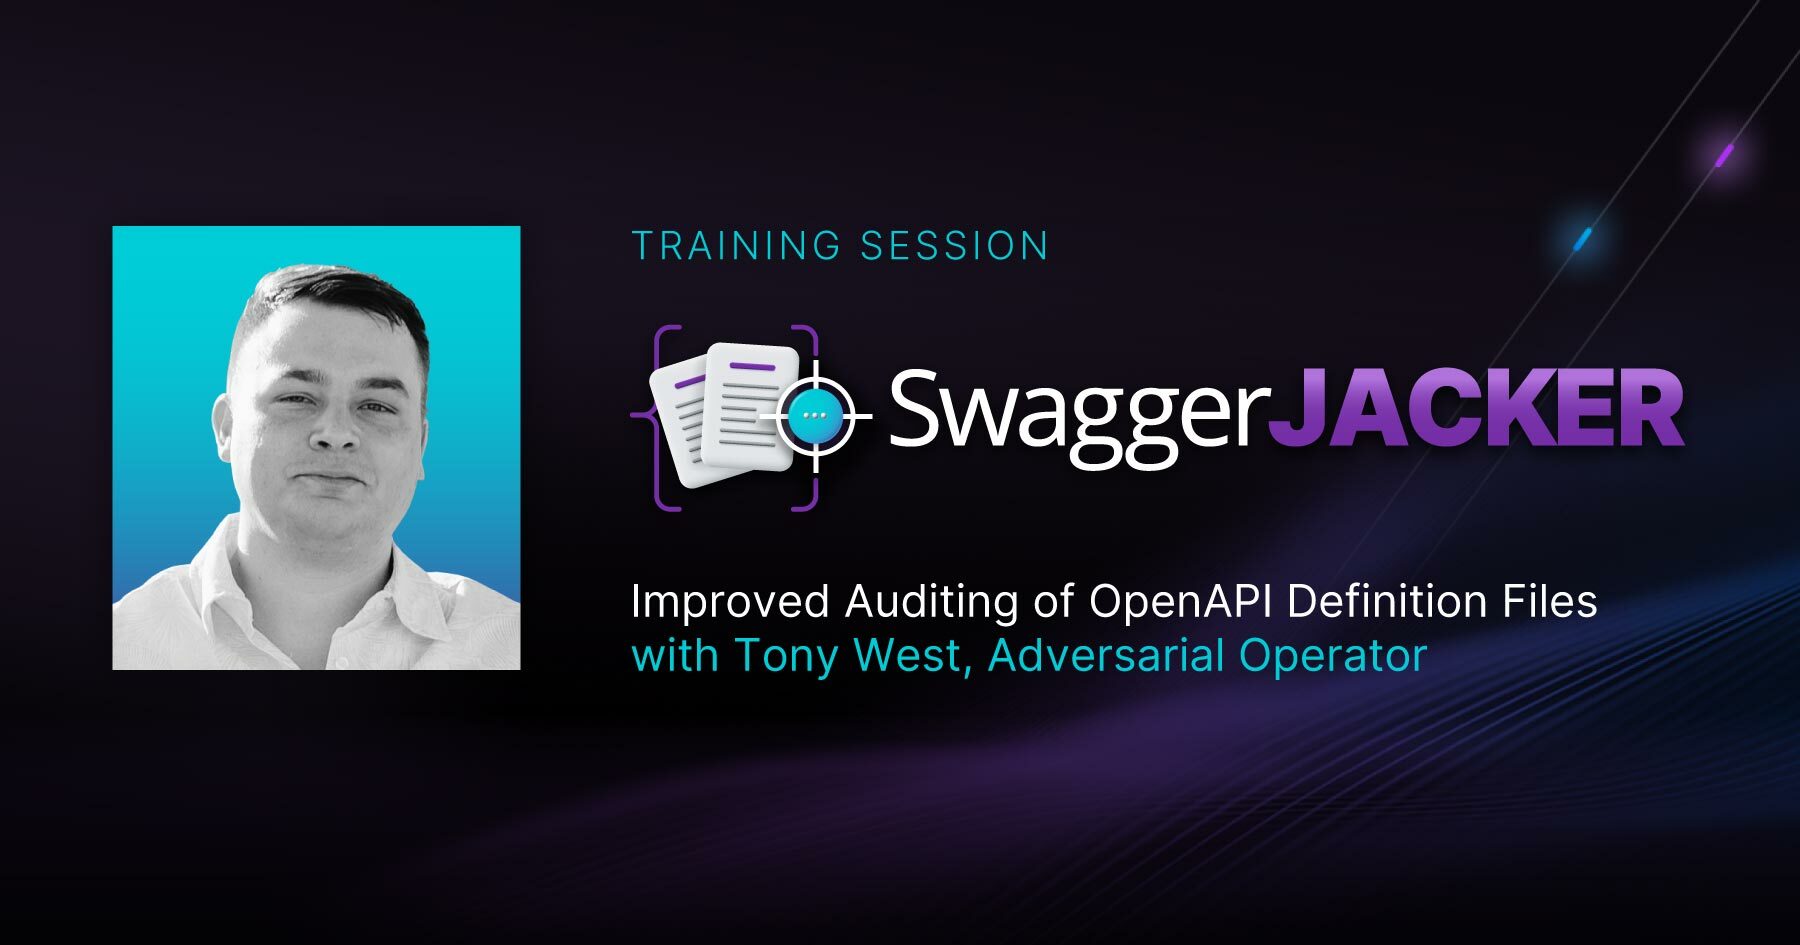 TRAINING SESSION
SwaggerJACKER
Improved Auditing of OpenAPI Definition Files
with Tony West, Adversarial Operator